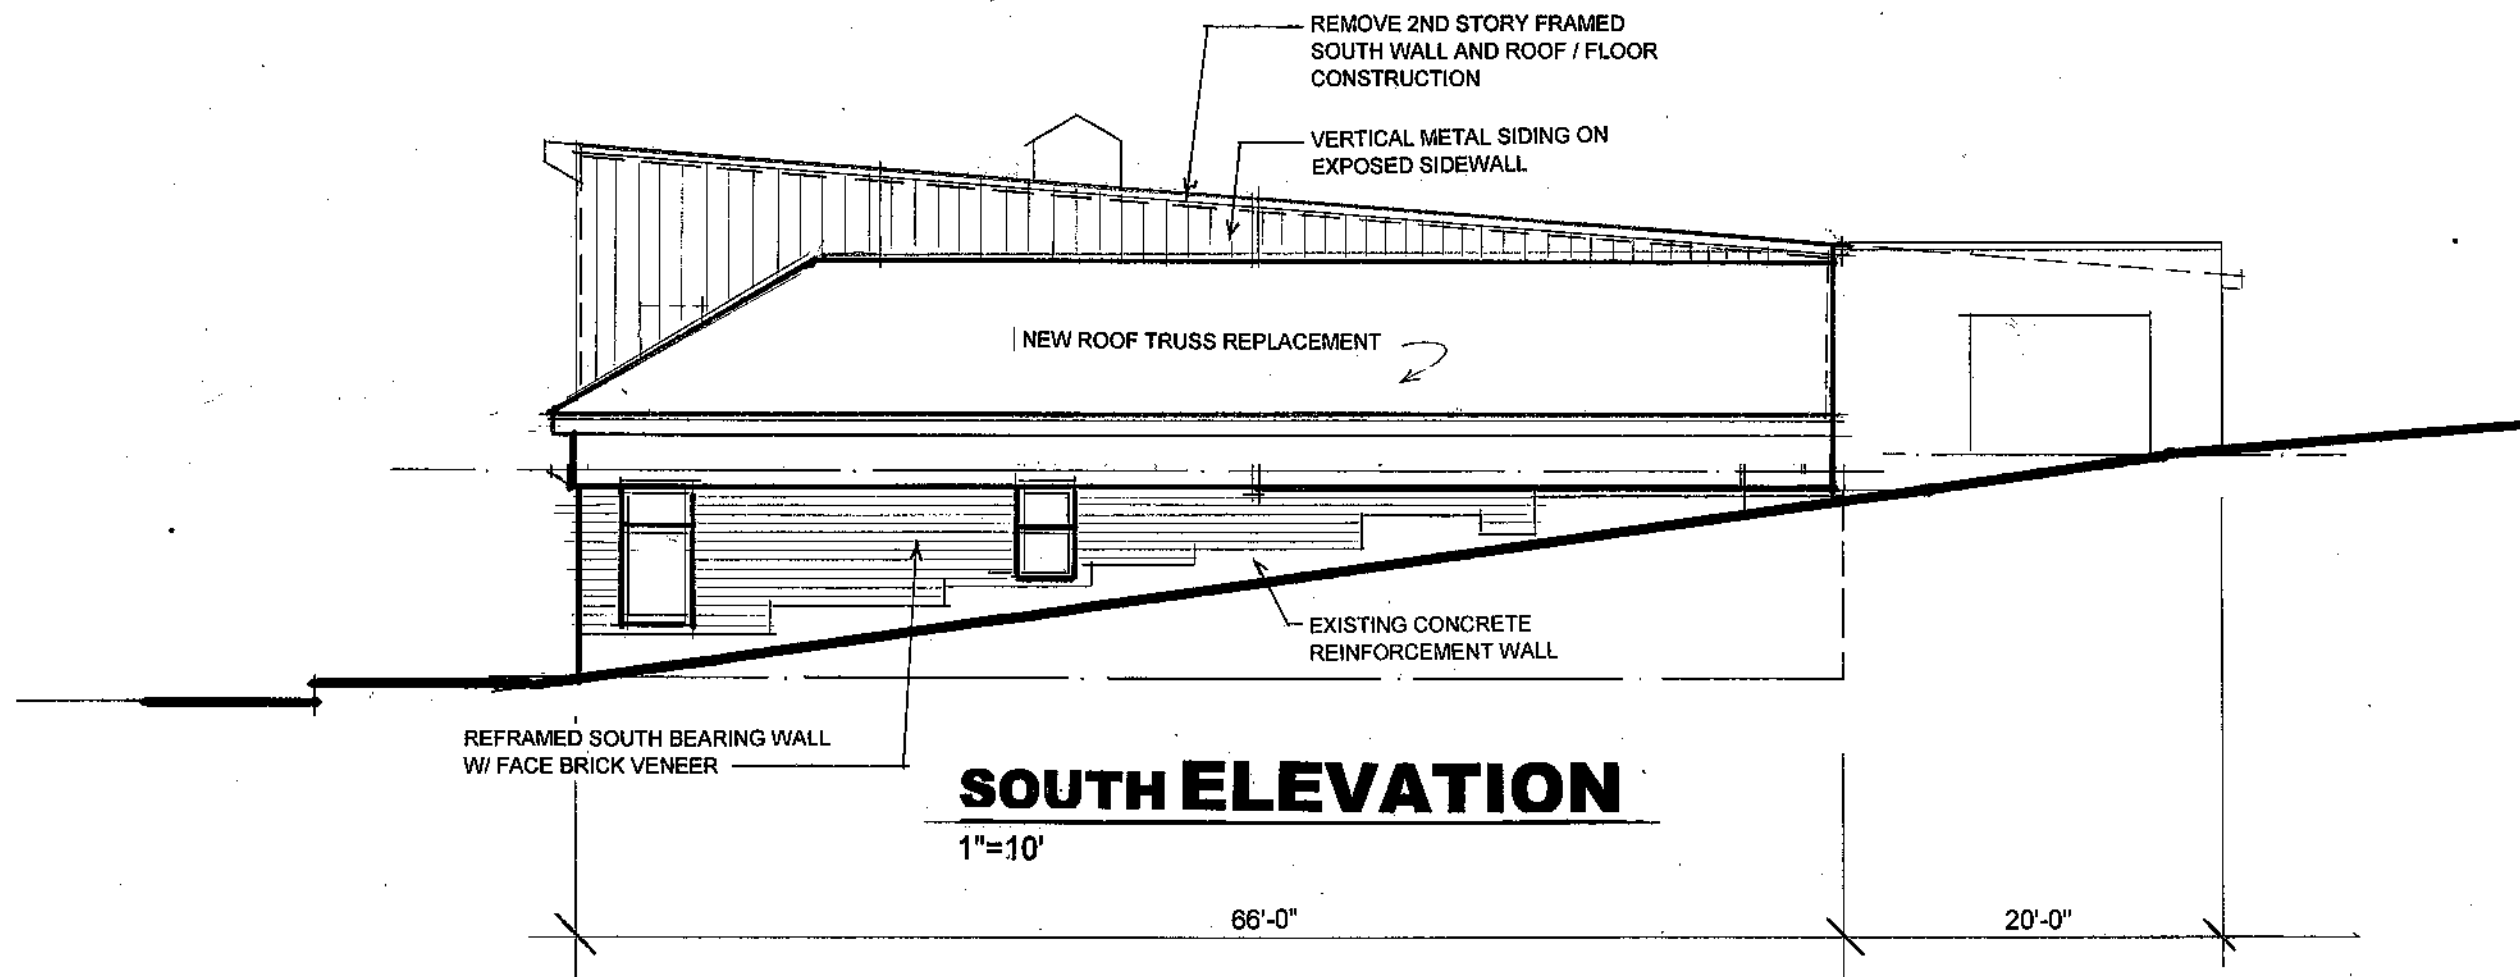 REMOVE 2ND STORY FRAMED
SOUTH WALL AND ROOF / FLOOR
CONSTRUCTION
VERTICAL METAL SIDING ON
EXPOSED SIDEWALL
NEW ROOF TRUSS REPLACEMENT
EXISTING CONCRETE
REINFORCEMENT WALL
REFRAMED SOUTH BEARING WALL
W/ FACE BRICK VENEER
SOUTH ELEVATION
1"=10'
66'-0"
20'-0"